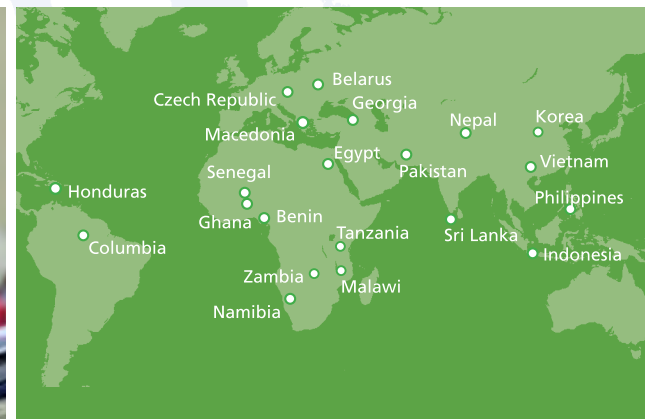 Belarus
Czech Republic
Georgia
Macedonia
Nepal
Korea
Egypt
Pakistan
Vietnam
Senegal
Honduras
Philippines
Ghana
Benin
Tanzania
Sri Lanka
Columbia
Indonesia
Zambia
Malawi
Namibia